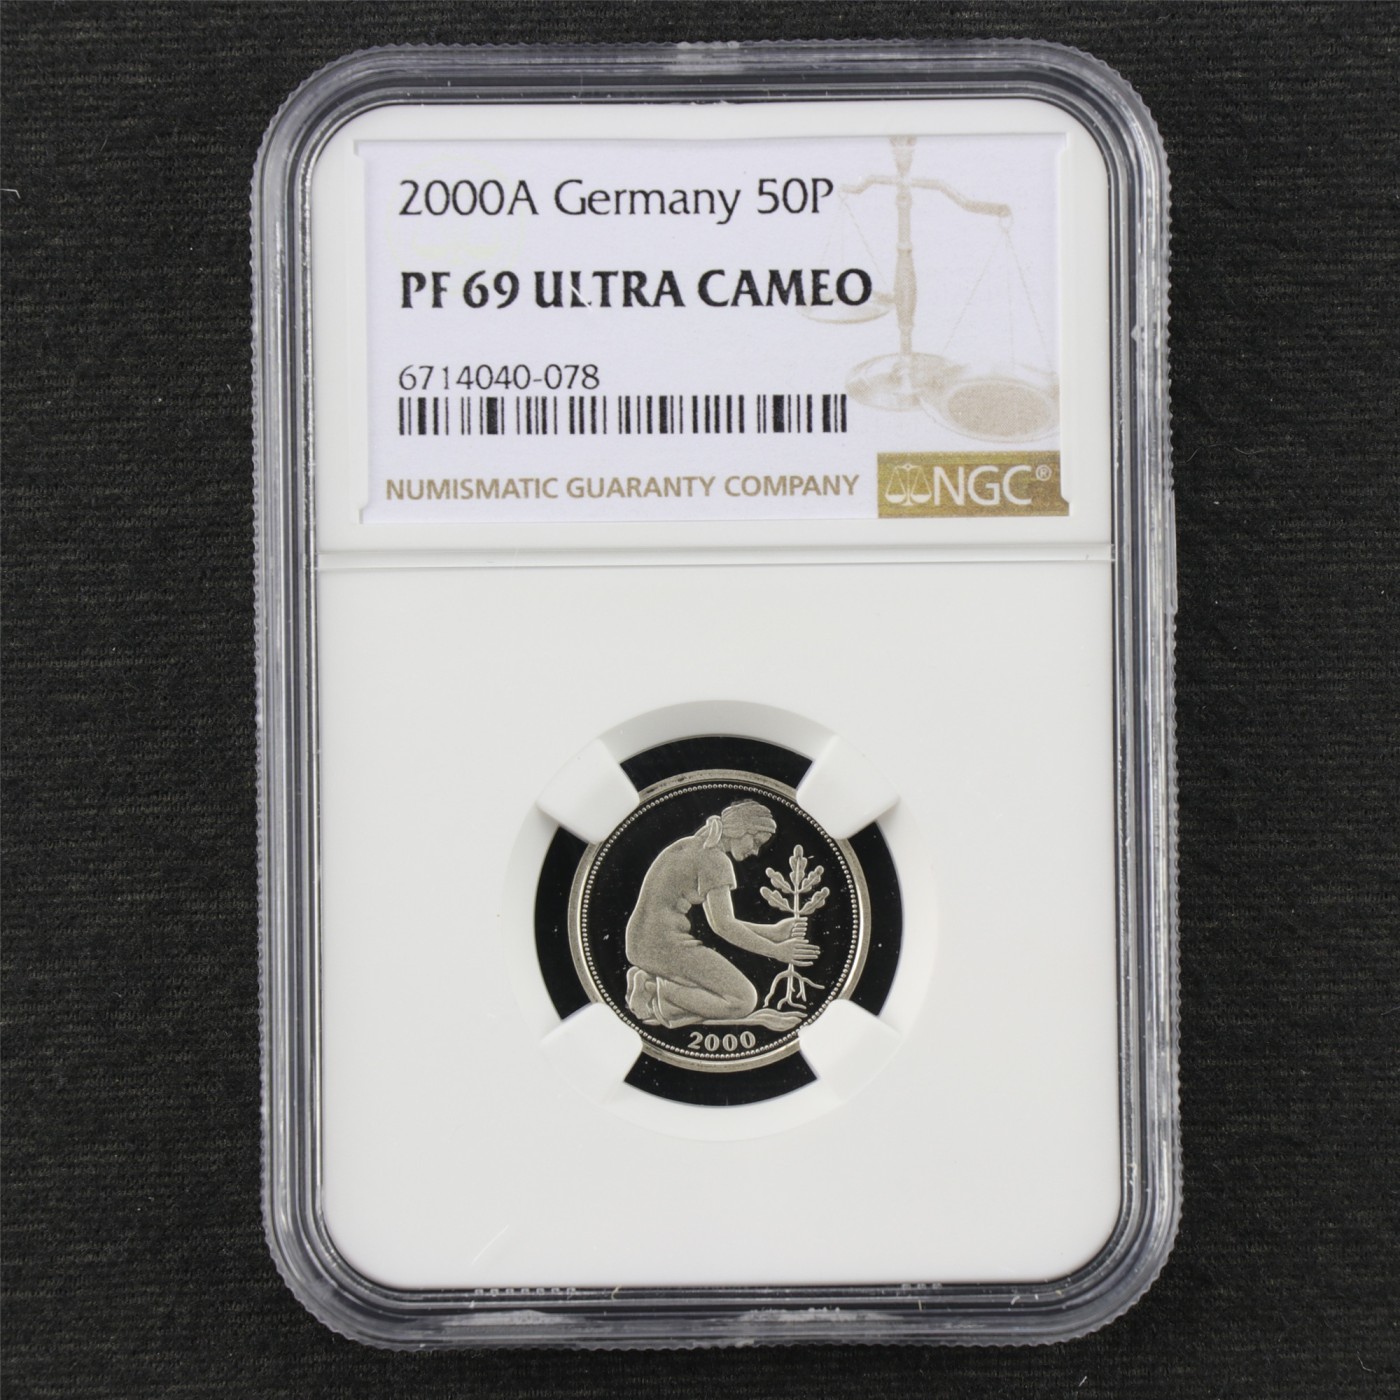 2000A Germany 50P
PF 69 ULTRA CAMEO
6714040-078
NUMISMATIC GUARANTY COMPANY
NGC®
2000